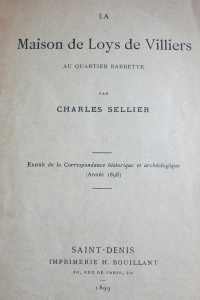 LA
Maison de Loys de Villiers
AU QUARTIER BARBETTE
PAR
CHARLES SELLIER
Extrait de la Correspondance historique et archéologique
(Année 1898)
SAINT-DENIS
IMPRIMERIE H. BOUILLANT
20, RUE DE PARIS, 20
1899